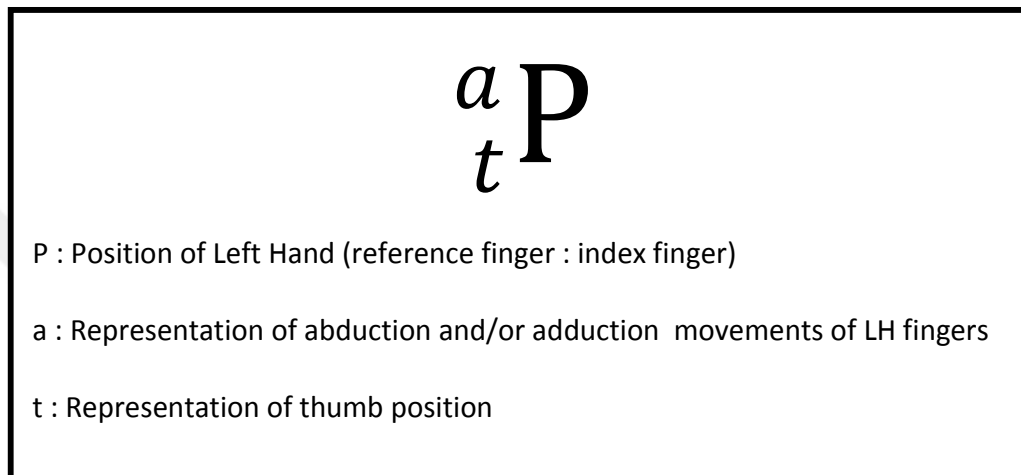 a
P
t
P : Position of Left Hand (reference finger : index finger)
a : Representation of abduction and/or adduction movements of LH fingers
t : Representation of thumb position